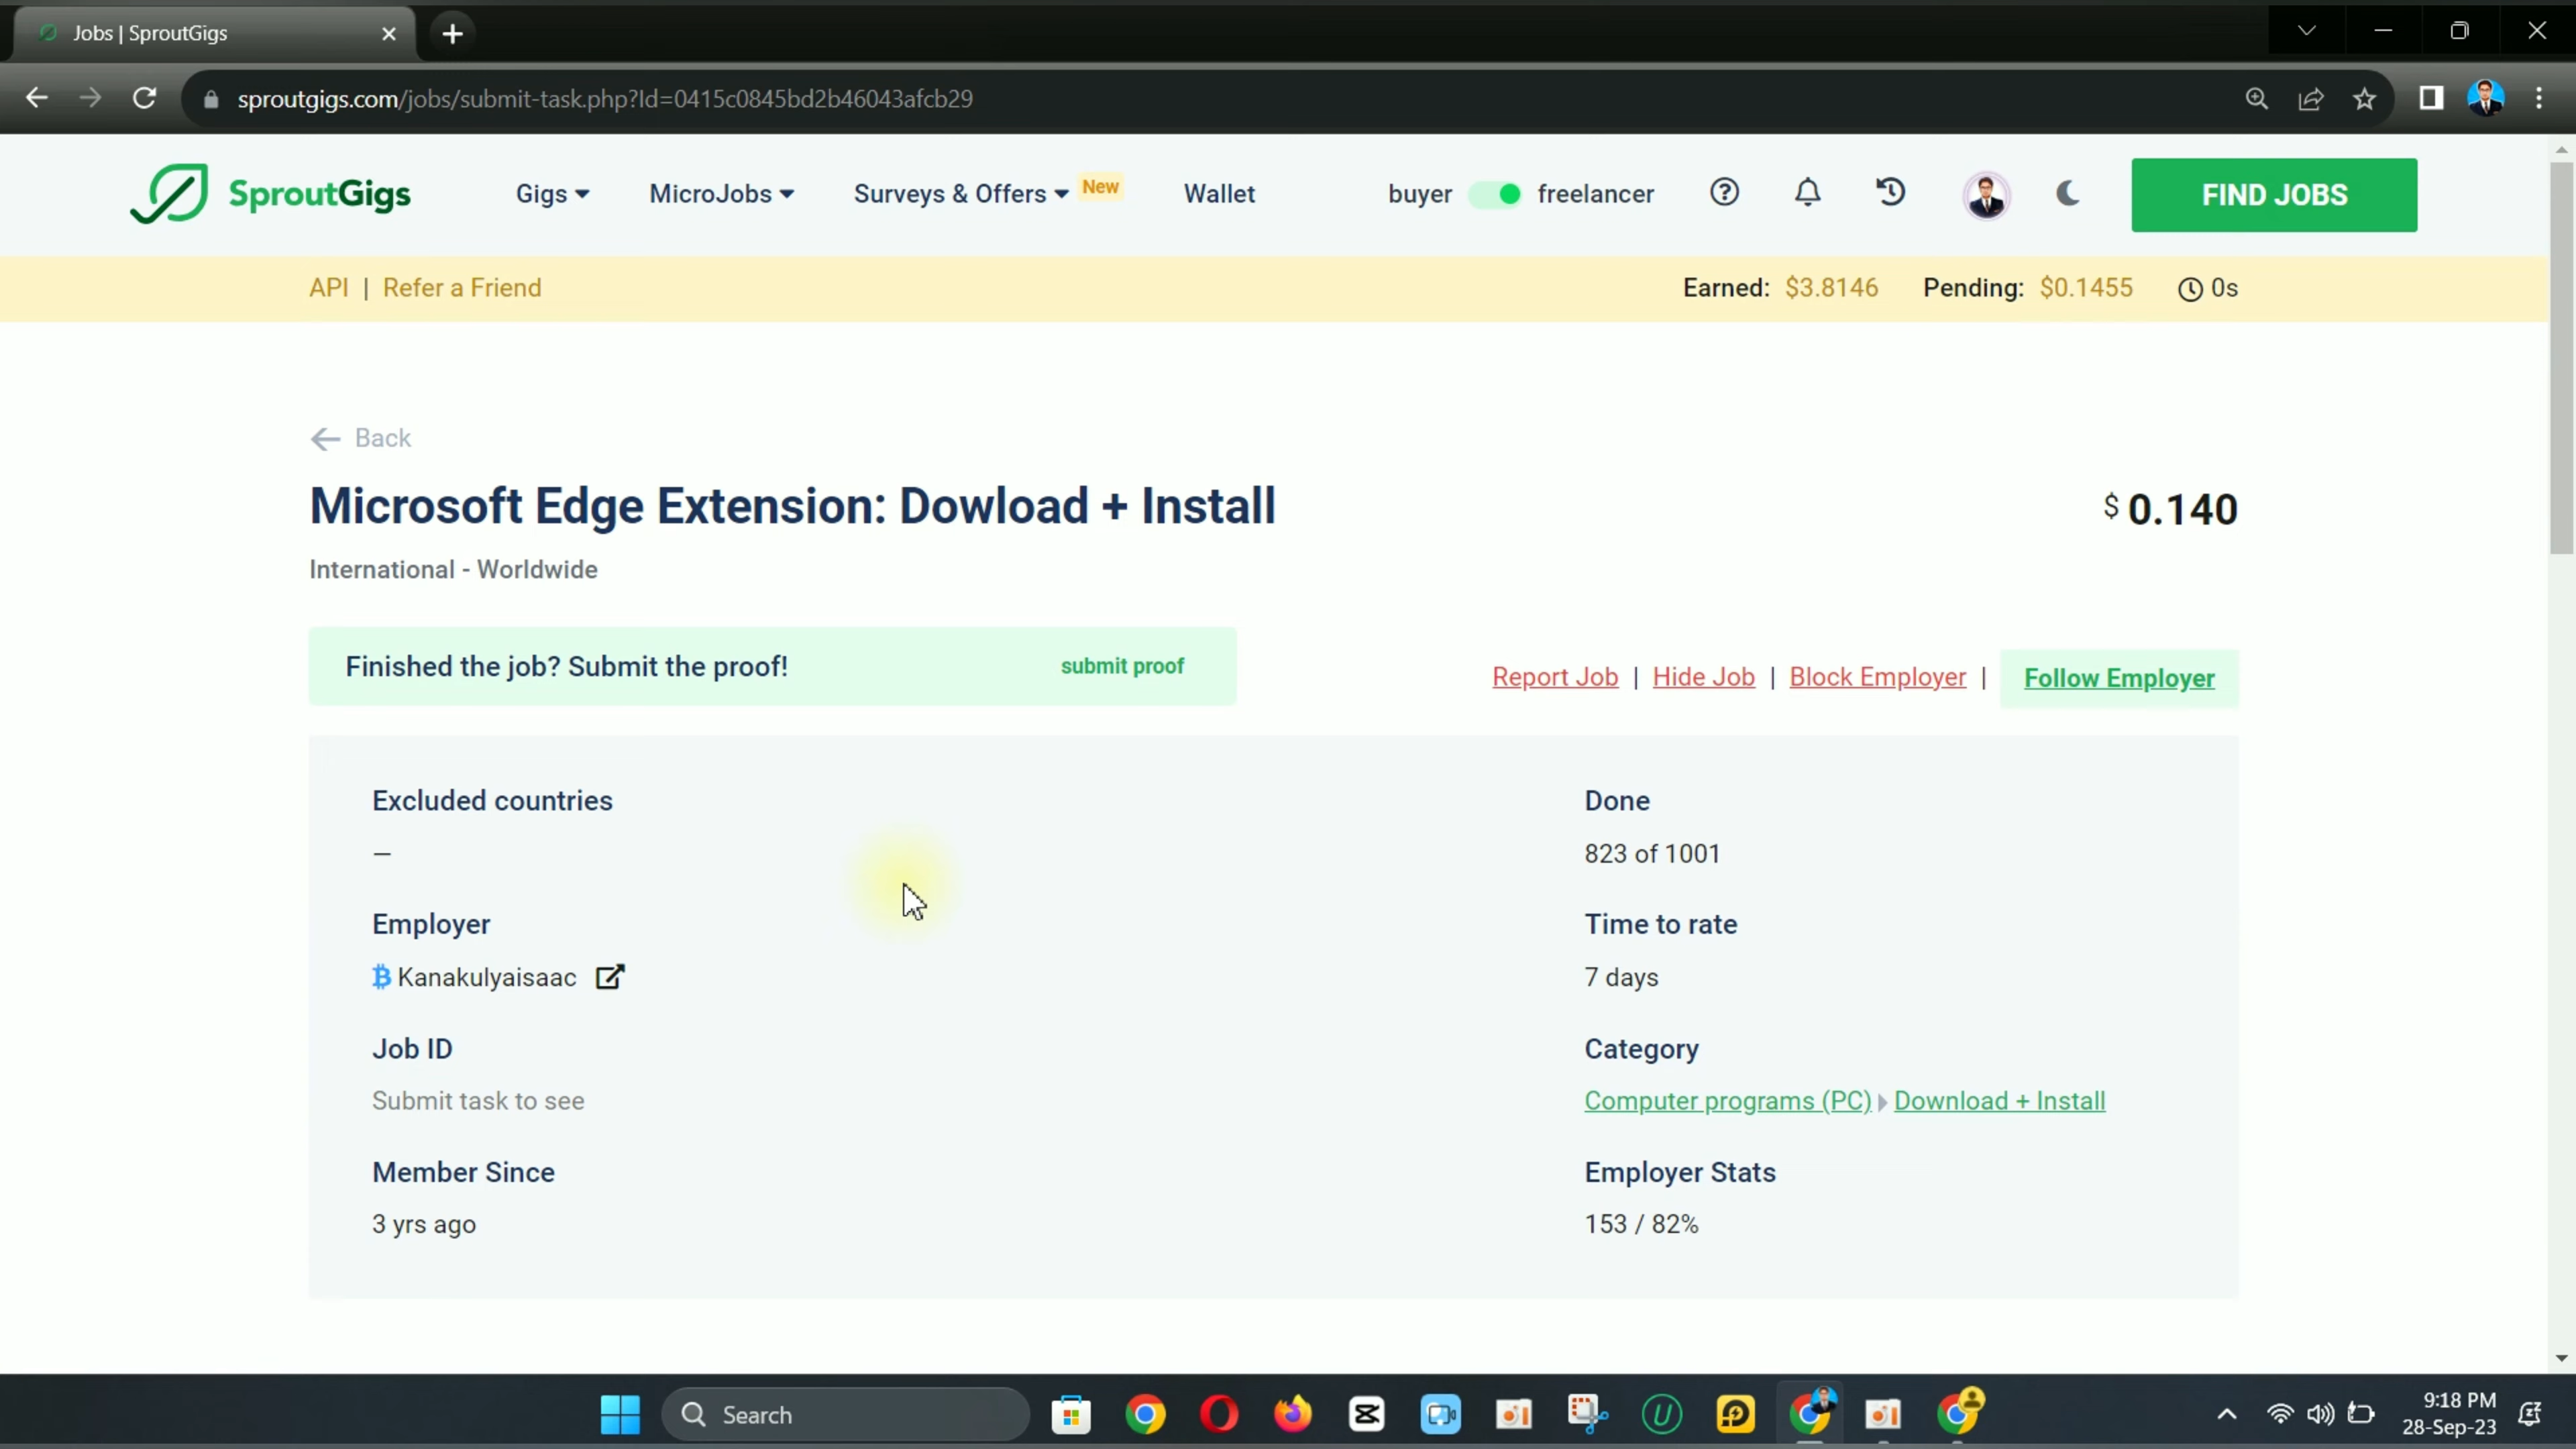 Jobs | SproutGigs
sproutgigs.com/jobs/submit-task.php?Id=0415c0845bd2b46043afcb29
SproutGigs Gigs MicroJobs Surveys & Offers New Wallet buyer freelancer FIND JOBS
API | Refer a Friend Earned: $3.8146 Pending: $0.1455 0s
Back
Microsoft Edge Extension: Dowload + Install $ 0.140
International - Worldwide
Finished the job? Submit the proof! submit proof
Report Job | Hide Job | Block Employer | Follow Employer
Excluded countries Done
– 823 of 1001
Employer Time to rate
Kanakulyaisaac 7 days
Job ID Category
Submit task to see Computer programs (PC) Download + Install
Member Since Employer Stats
3 yrs ago 153 / 82%
Search 9:18 PM
28-Sep-23